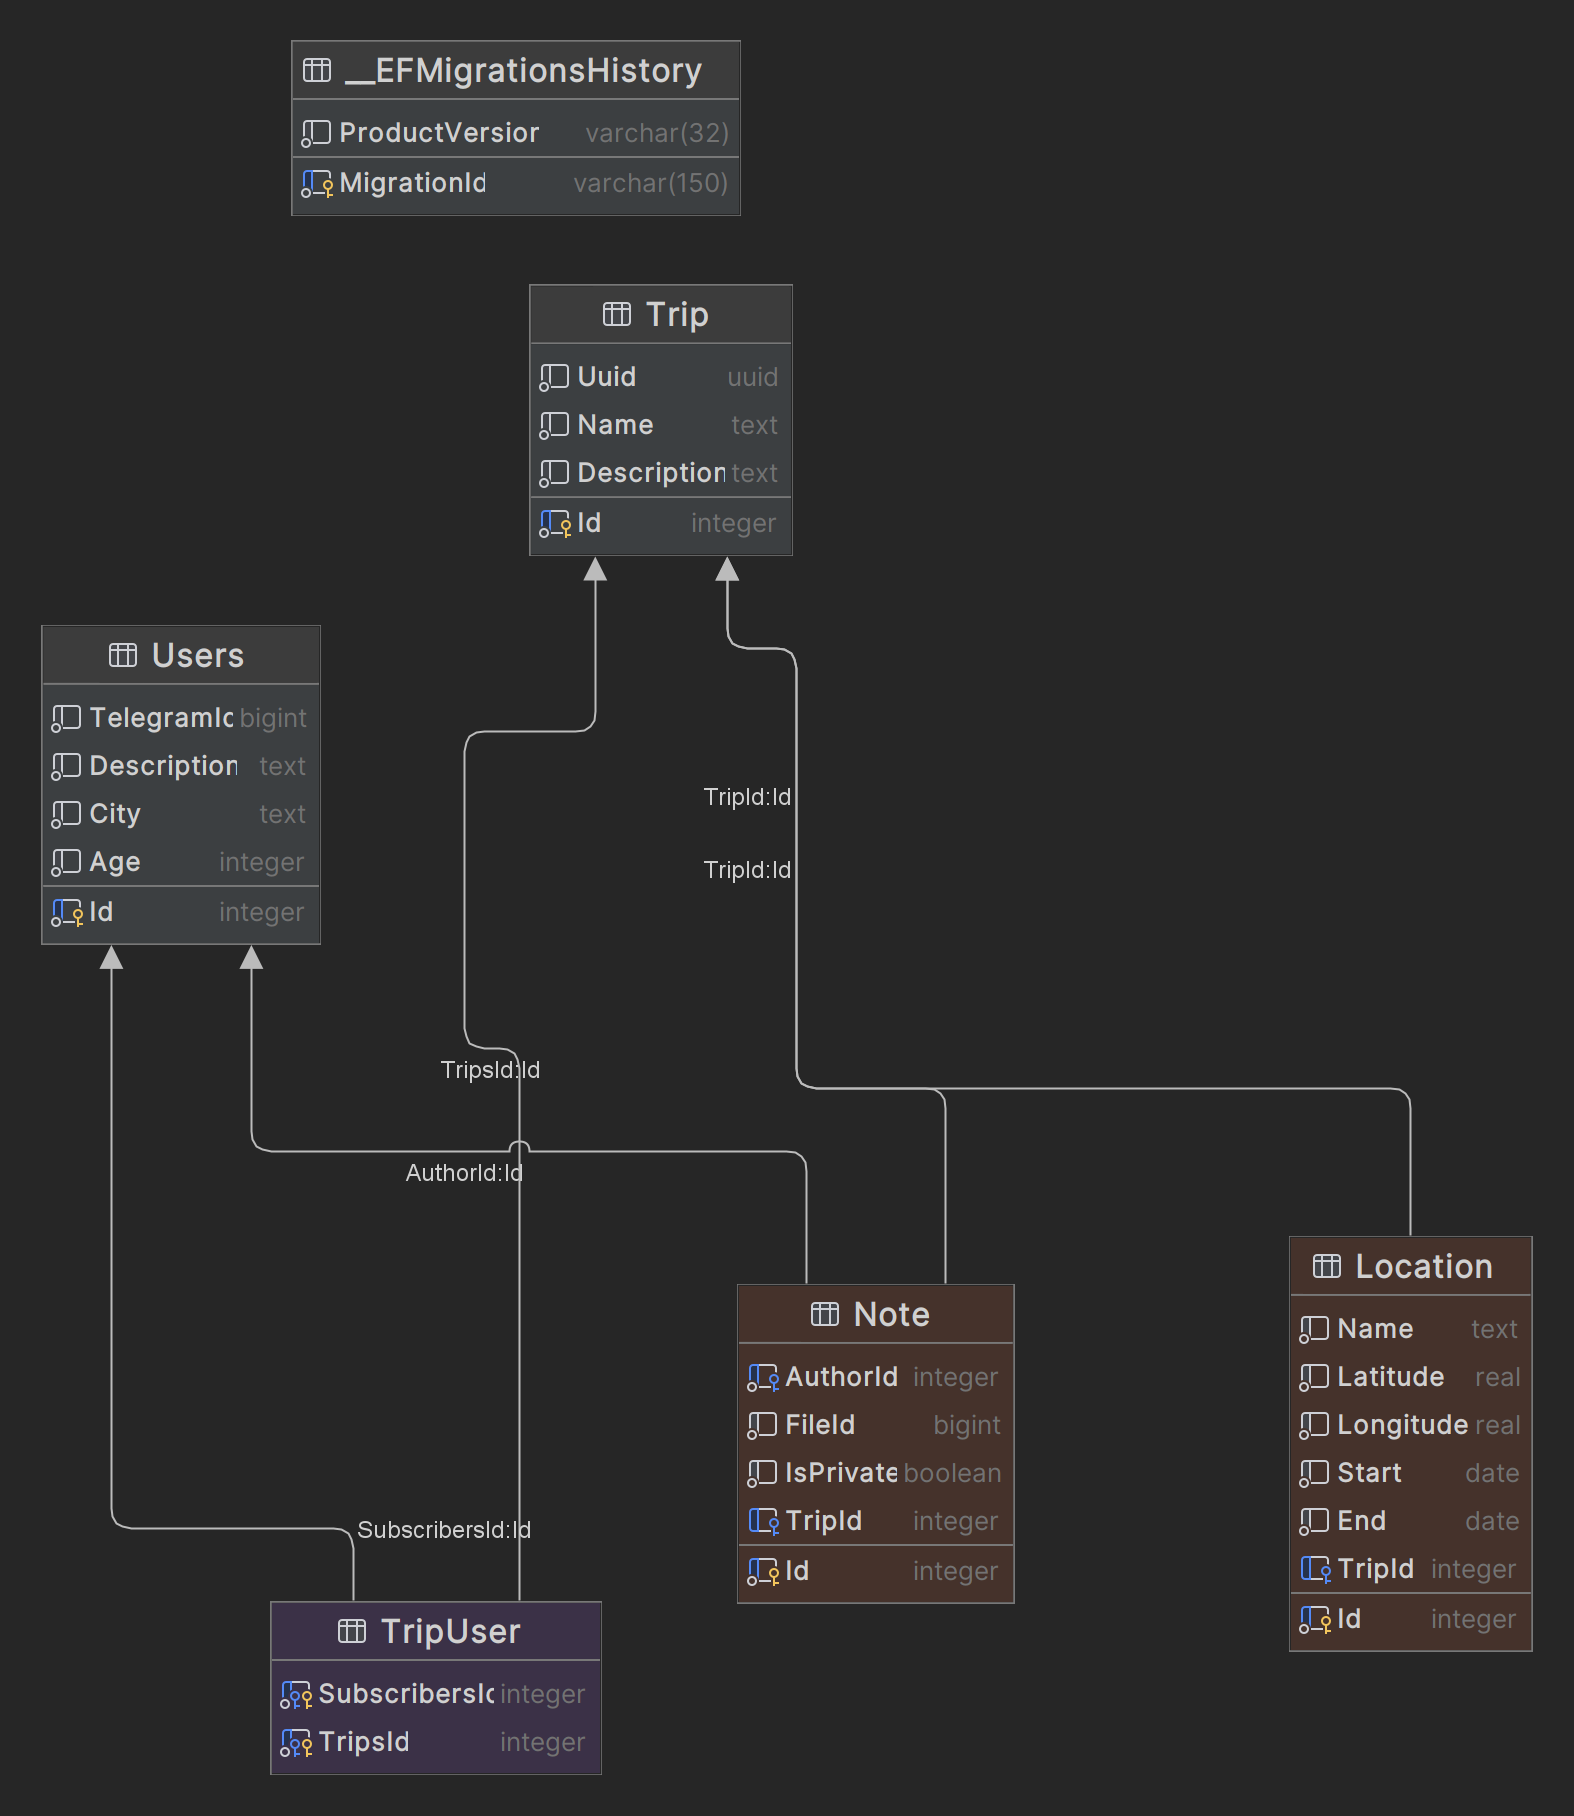 __EFMigrationsHistory
ProductVersior varchar(32)
MigrationId varchar(150)
Trip
Uuid uuid
Name text
Description text
Id integer
Users
TelegramIc bigint
Description text
City text
Age integer
Id integer
TripId:Id
TripId:Id
TripsId:Id
AuthorId:Id
SubscribersId:Id
Note
AuthorId integer
FileId bigint
IsPrivate boolean
TripId integer
Id integer
Location
Name text
Latitude real
Longitude real
Start date
End date
TripId integer
Id integer
TripUser
SubscribersIc integer
TripsId integer